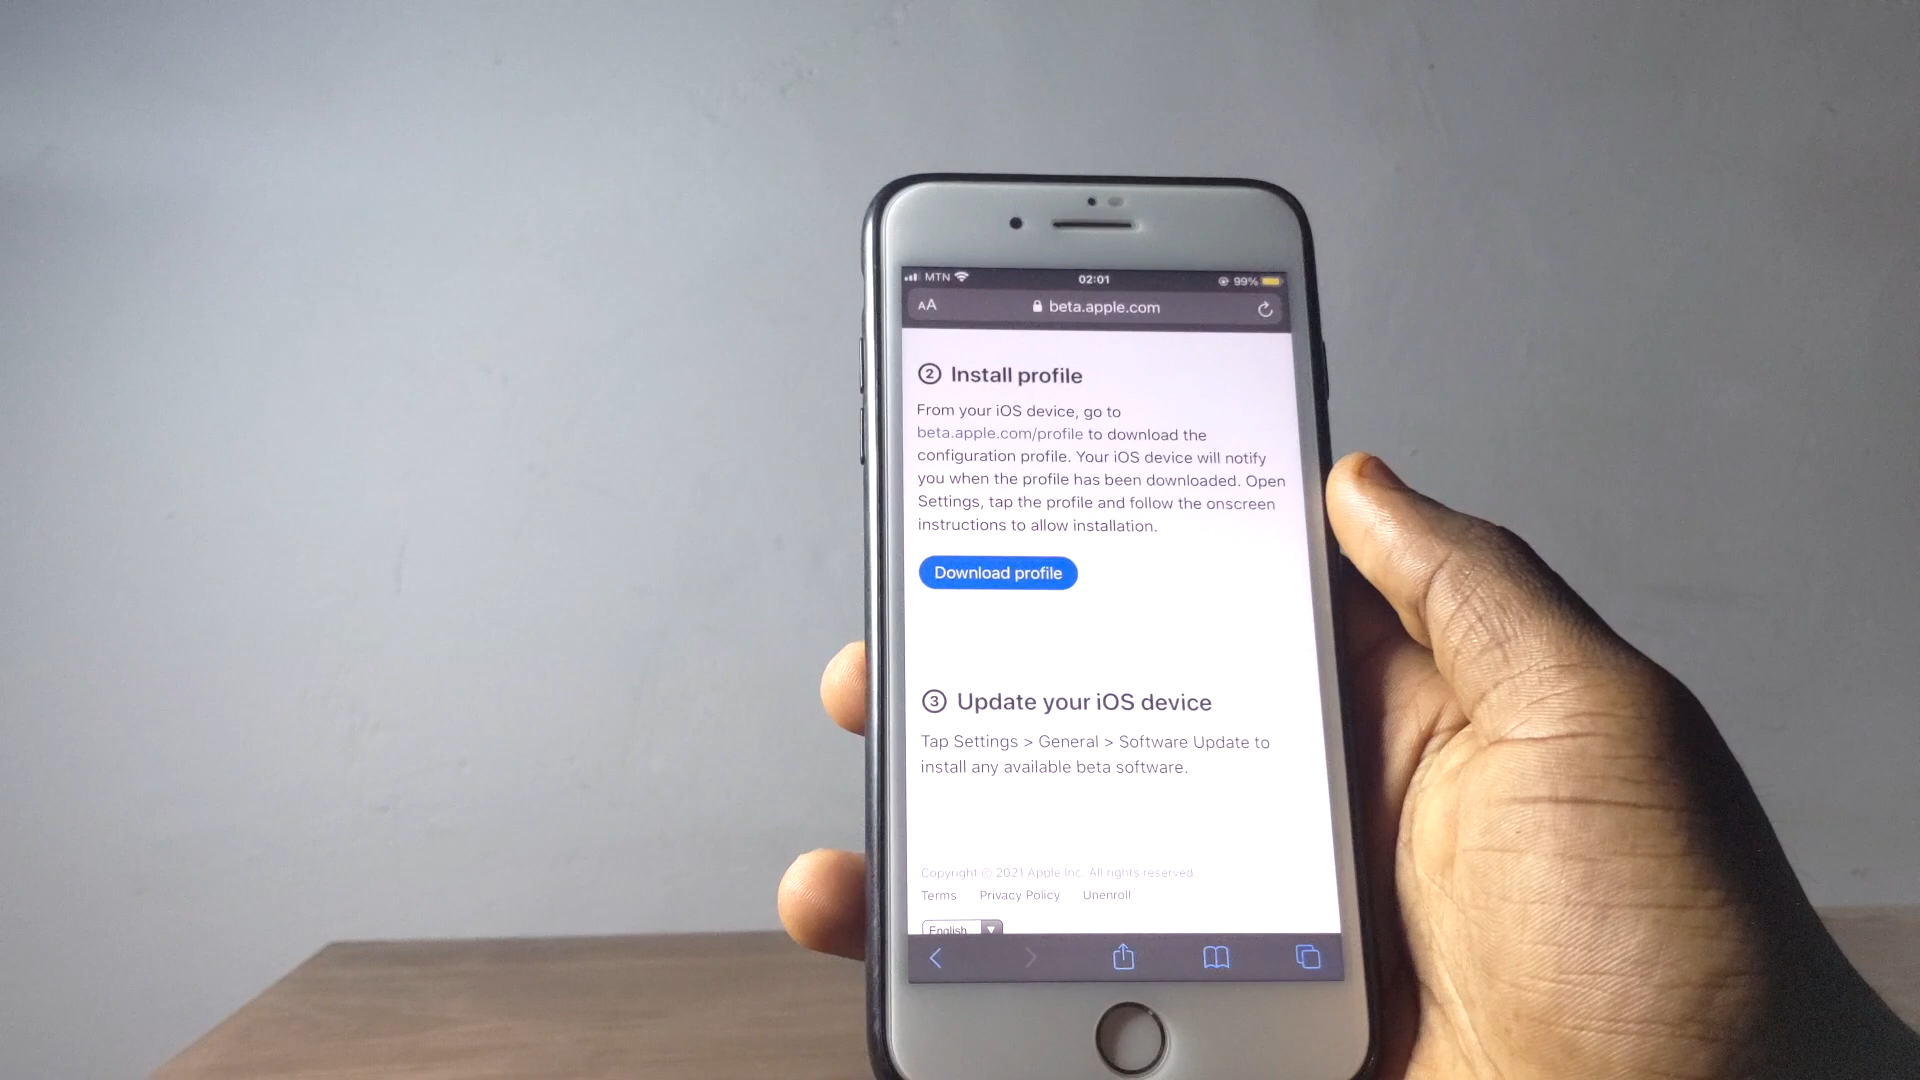 MTN 02:01 99%
AA beta.apple.com
2 Install profile
From your iOS device, go to
beta.apple.com/profile to download the
configuration profile. Your iOS device will notify
you when the profile has been downloaded. Open
Settings, tap the profile and follow the onscreen
instructions to allow installation.
Download profile
3 Update your iOS device
Tap Settings > General > Software Update to
install any available beta software.
Copyright © 2021 Apple Inc. All rights reserved.
Terms Privacy Policy Unenroll
English